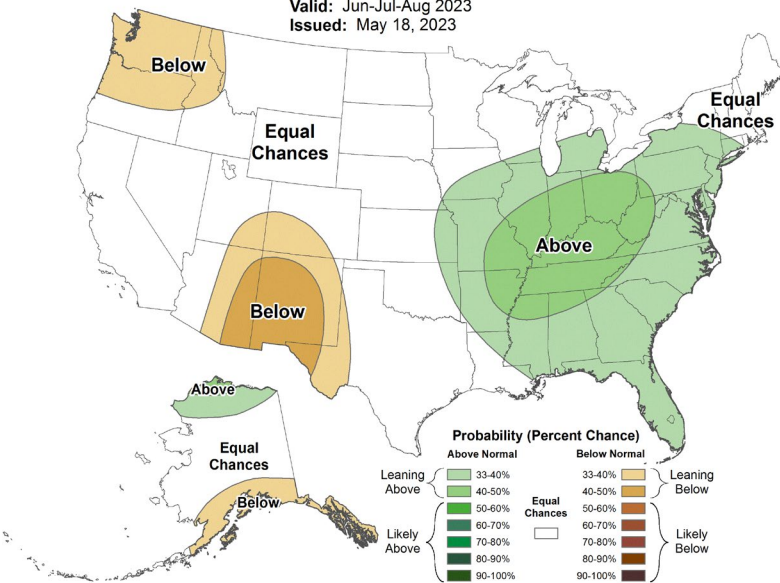 Valid: Jun-Jul-Aug 2023
Issued: May 18, 2023
Below
Equal
Chances
Equal
Chances
Above
Below
Above
Equal
Chances
Below
Probability (Percent Chance)
Above Normal
Below Normal
Leaning
Above
33-40%
40-50%
Likely
Above
50-60%
60-70%
70-80%
80-90%
90-100%
Equal
Chances
33-40%
40-50%
Leaning
Below
50-60%
60-70%
70-80%
80-90%
90-100%
Likely
Below